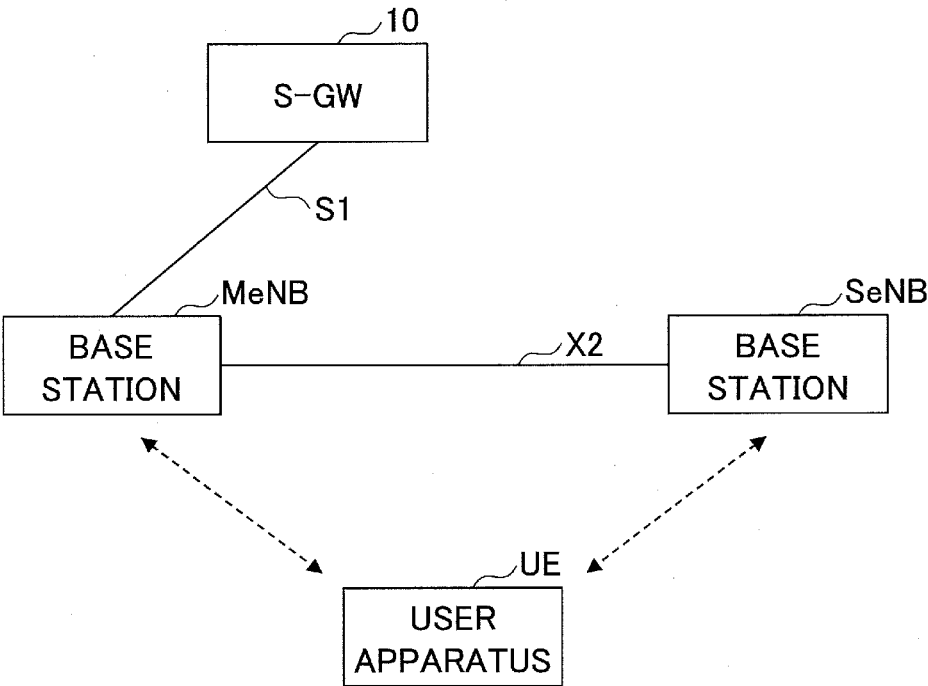 10
S-GW
S1
MeNB
SeNB
BASE
STATION
X2
BASE
STATION
UE
USER
APPARATUS